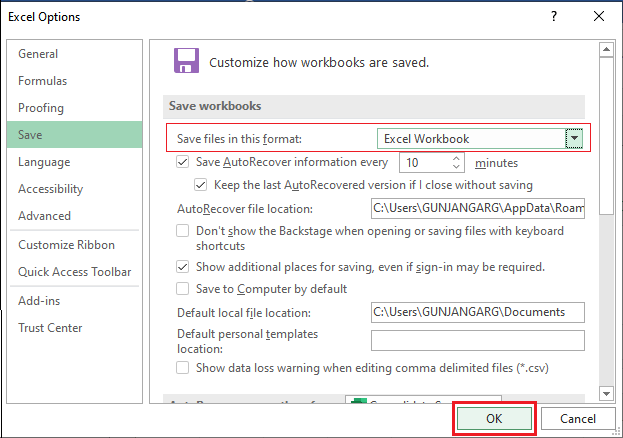 Excel Options
?
General
Formulas
Proofing
Save
Language
Accessibility
Advanced
Customize Ribbon
Quick Access Toolbar
Add-ins
Trust Center
Customize how workbooks are saved.
Save workbooks
Save files in this format: Excel Workbook
Save AutoRecover information every 10 minutes
Keep the last AutoRecovered version if I close without saving
AutoRecover file location: C:\Users\GUNJANGARG\AppData\Roam
Don't show the Backstage when opening or saving files with keyboard
shortcuts
Show additional places for saving, even if sign-in may be required.
Save to Computer by default
Default local file location: C:\Users\GUNJANGARG\Documents
Default personal templates
location:
Show data loss warning when editing comma delimited files (*.csv)
OK Cancel